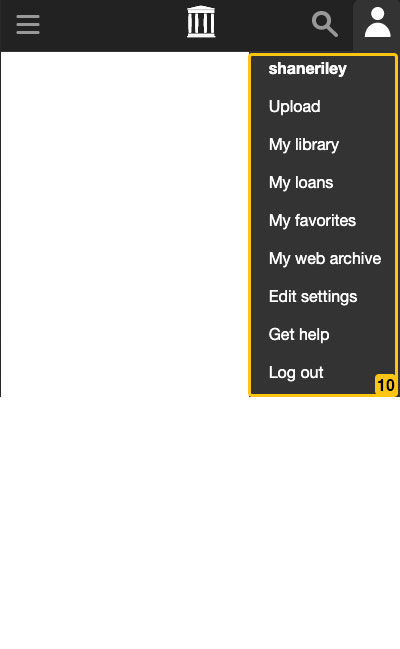 shaneriley
Upload
My library
My loans
My favorites
My web archive
Edit settings
Get help
Log out
10